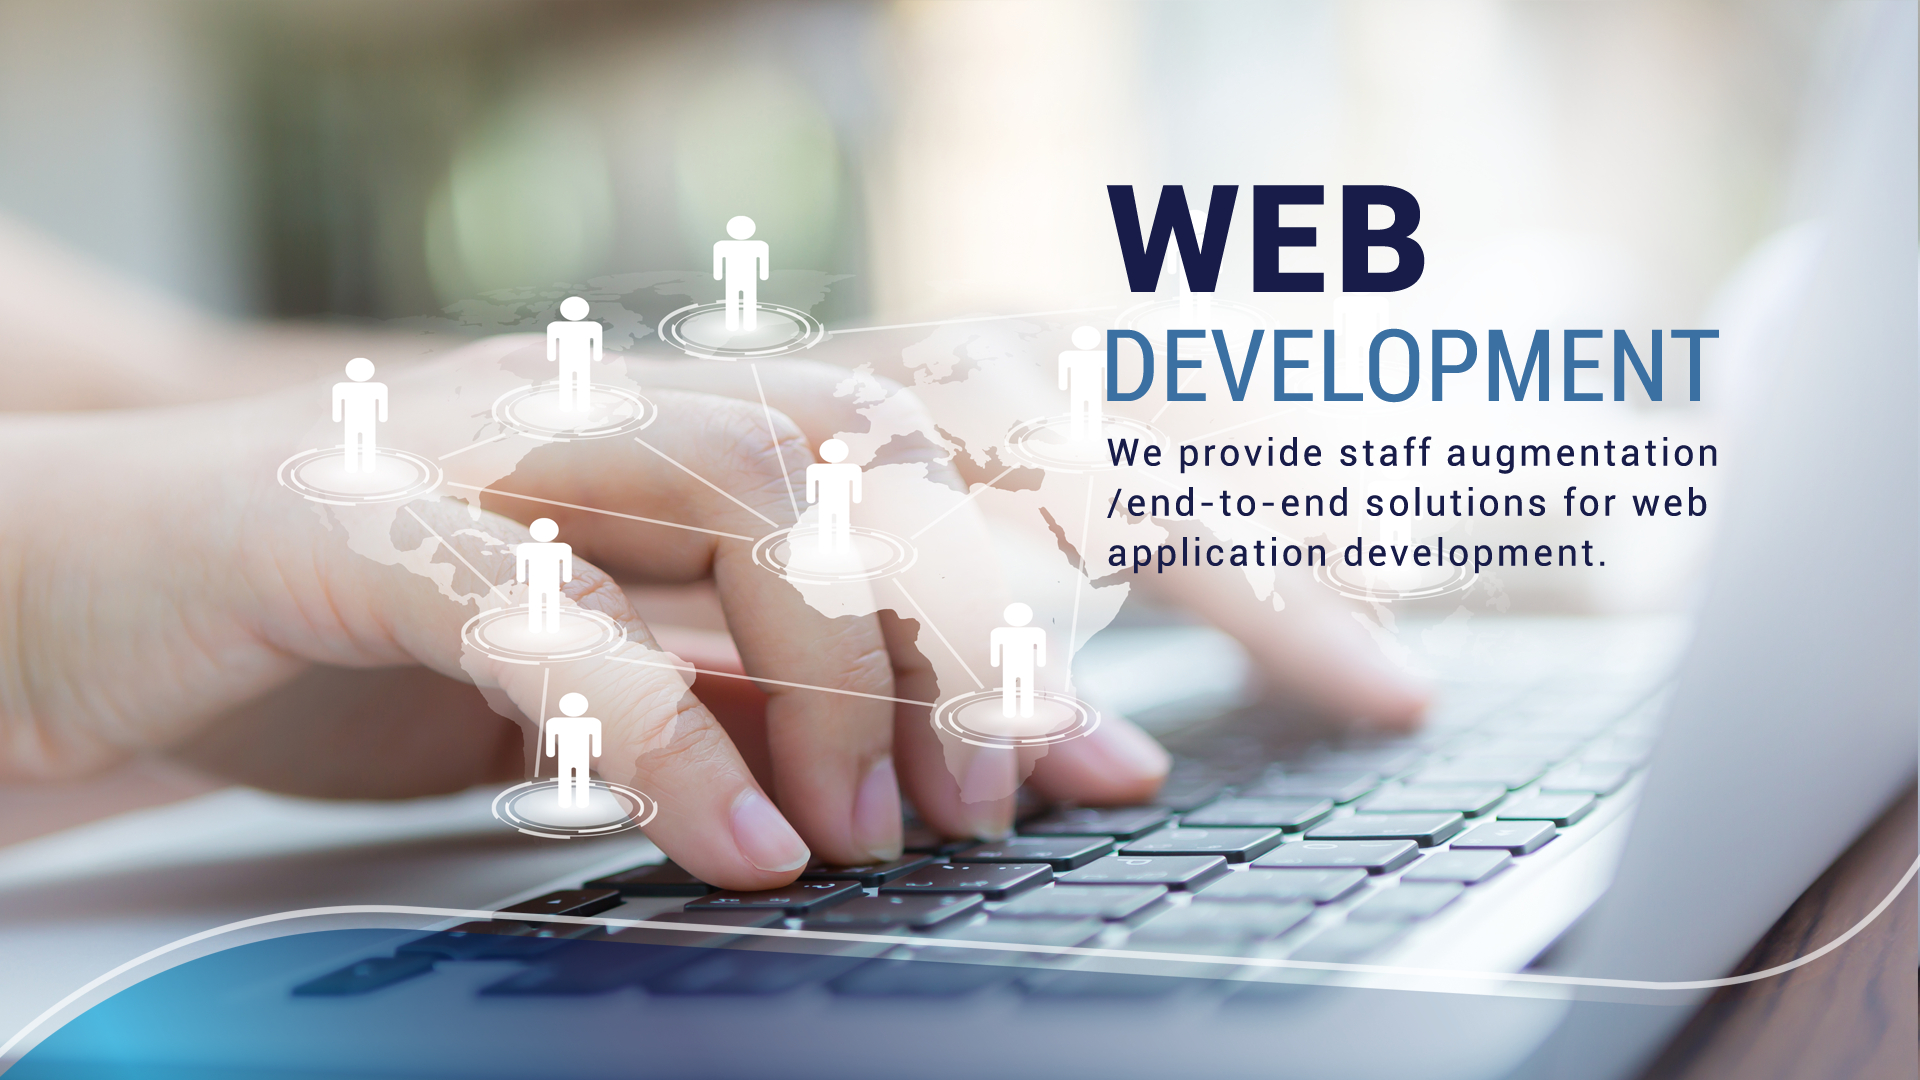 WEB
DEVELOPMENT
We provide staff augmentation
/end-to-end solutions for web
application development.